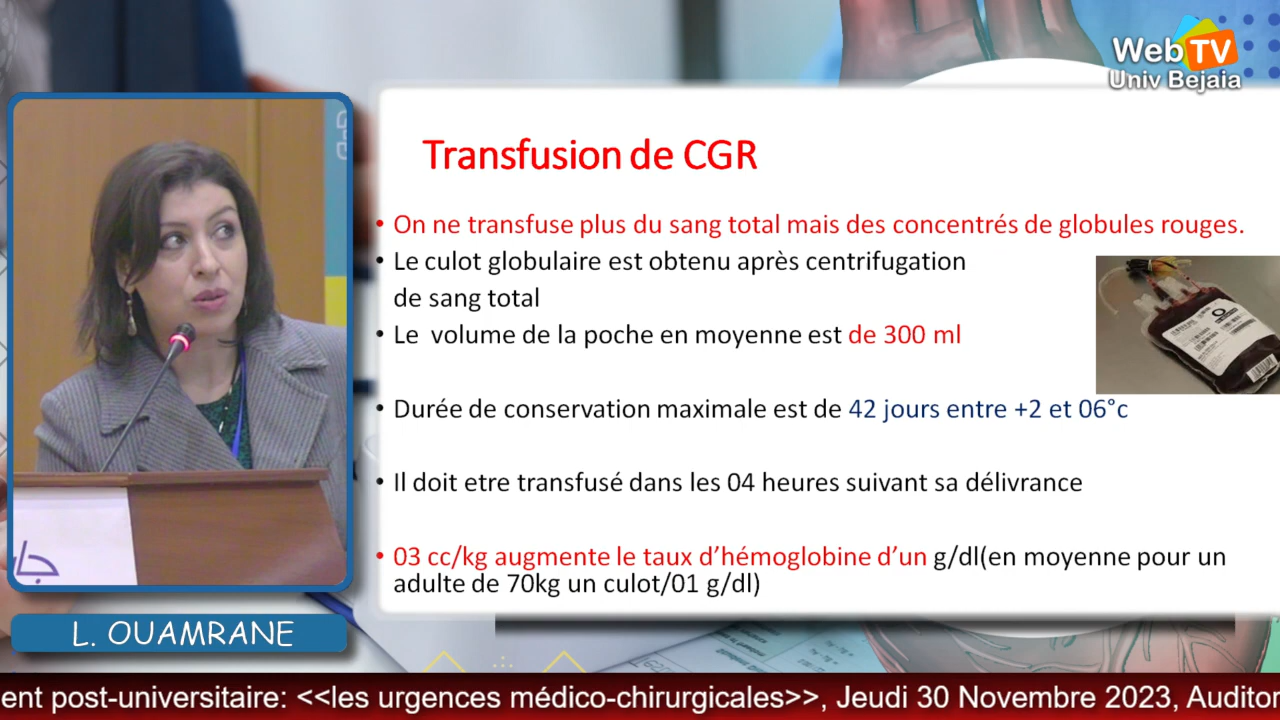 Web TV
Univ Bejaia
Transfusion de CGR
• On ne transfuse plus du sang total mais des concentrés de globules rouges.
• Le culot globulaire est obtenu après centrifugation
de sang total
• Le volume de la poche en moyenne est de 300 ml
• Durée de conservation maximale est de 42 jours entre +2 et 06°c
• Il doit etre transfusé dans les 04 heures suivant sa délivrance
• 03 cc/kg augmente le taux d’hémoglobine d’un g/dl(en moyenne pour un
adulte de 70kg un culot/01 g/dl)
L. OUAMRANE
ent post-universitaire: <<les urgences médico-chirurgicales>>, Jeudi 30 Novembre 2023, Auditor